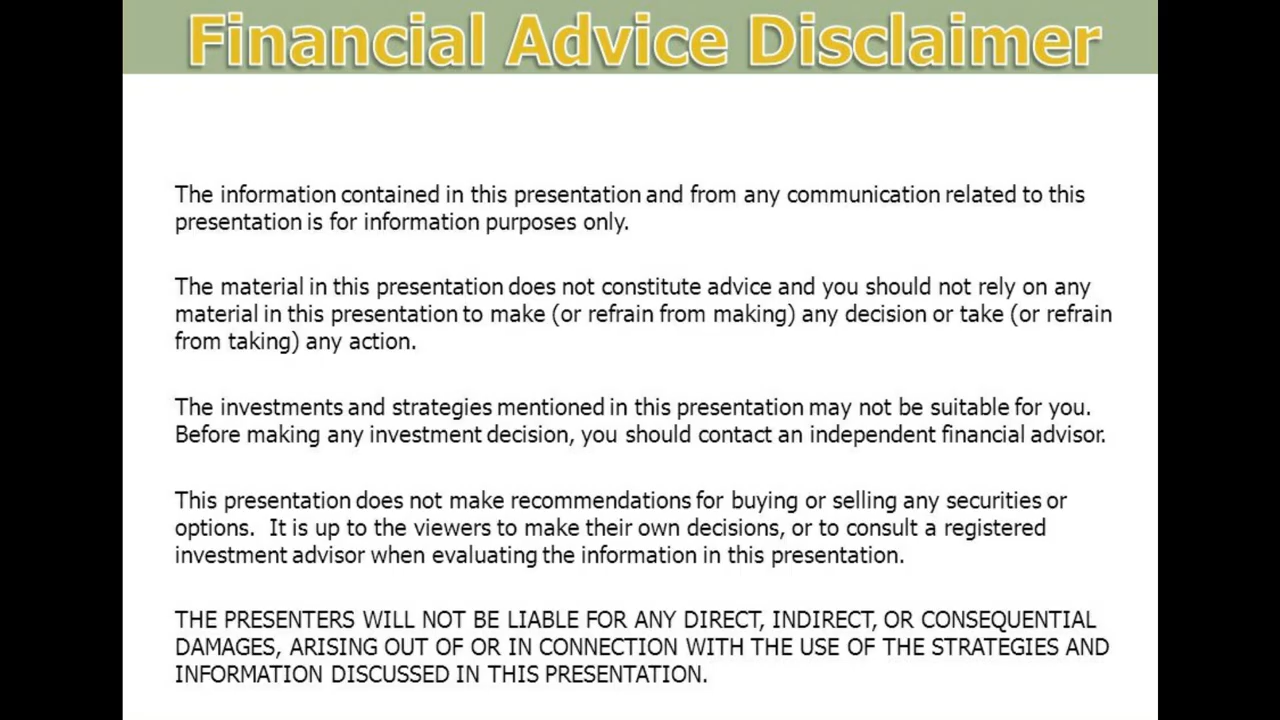 Financial Advice Disclaimer
The information contained in this presentation and from any communication related to this
presentation is for information purposes only.
The material in this presentation does not constitute advice and you should not rely on any
material in this presentation to make (or refrain from making) any decision or take (or refrain
from taking) any action.
The investments and strategies mentioned in this presentation may not be suitable for you.
Before making any investment decision, you should contact an independent financial advisor.
This presentation does not make recommendations for buying or selling any securities or
options.  It is up to the viewers to make their own decisions, or to consult a registered
investment advisor when evaluating the information in this presentation.
THE PRESENTERS WILL NOT BE LIABLE FOR ANY DIRECT, INDIRECT, OR CONSEQUENTIAL
DAMAGES, ARISING OUT OF OR IN CONNECTION WITH THE USE OF THE STRATEGIES AND
INFORMATION DISCUSSED IN THIS PRESENTATION.